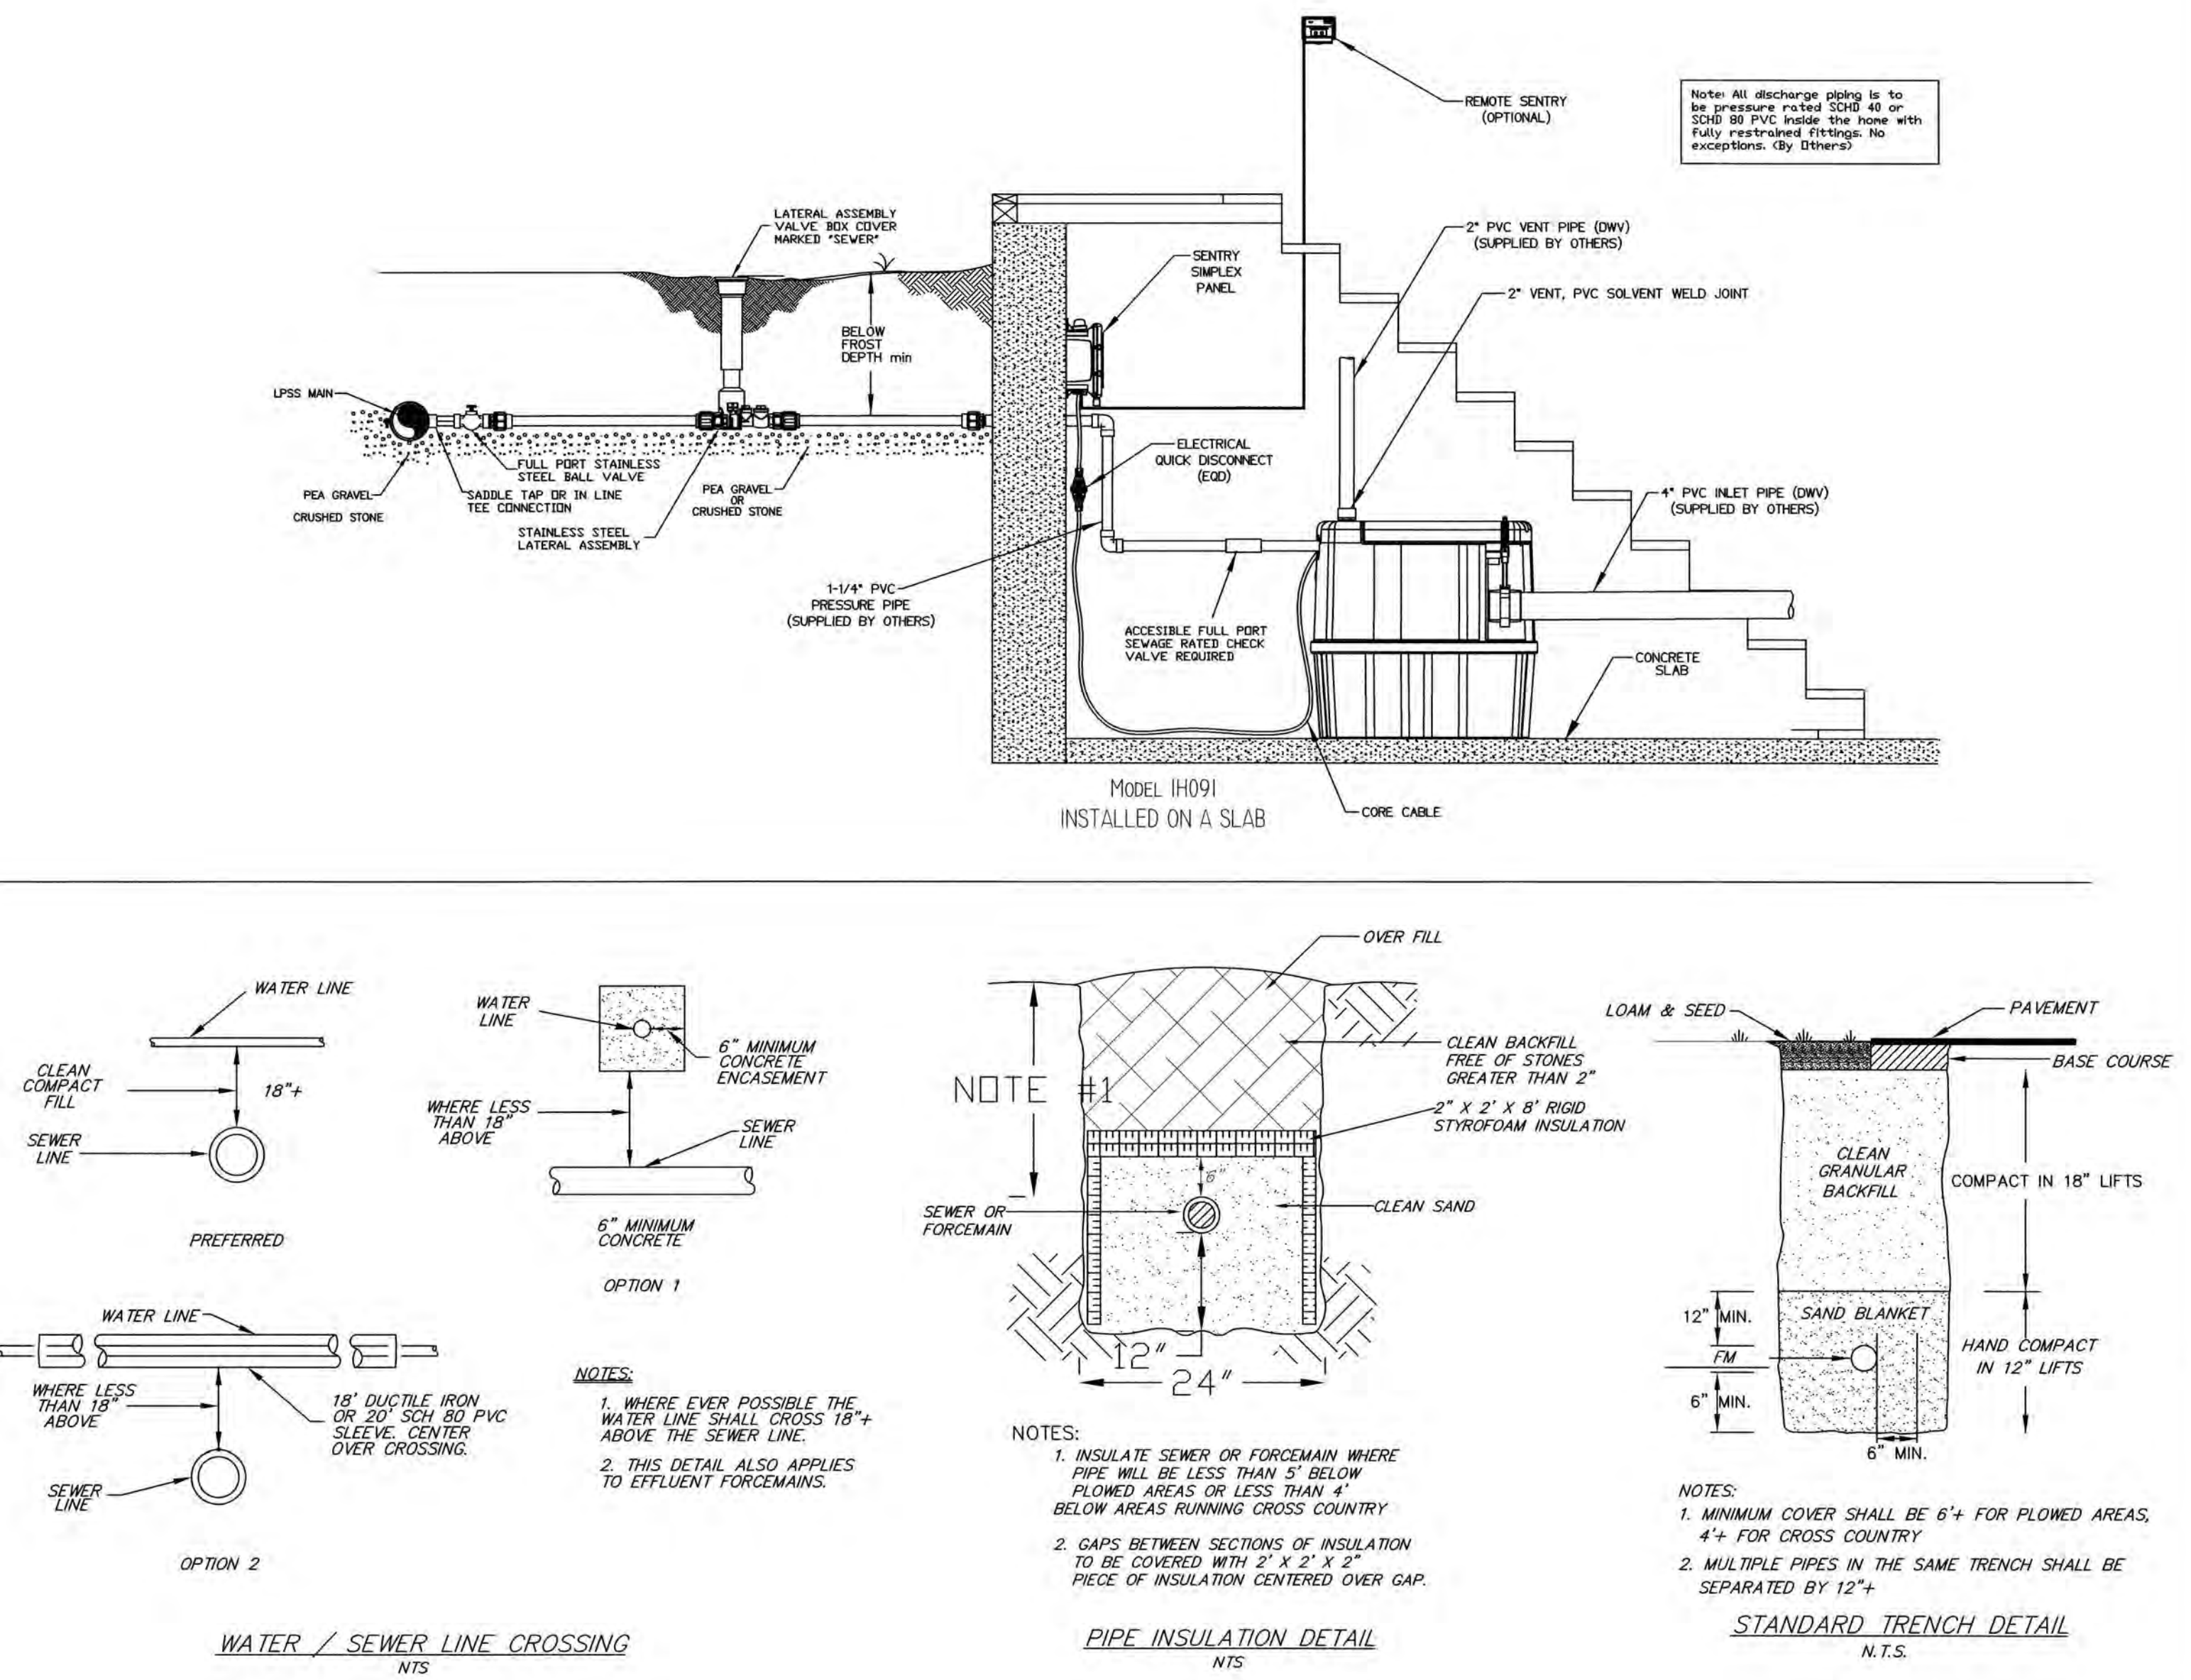 REMOTE SENTRY
(OPTIONAL)
Note: All discharge piping is to
be pressure rated SCHD 40 or
SCHD 80 PVC inside the home with
fully restrained fittings. No
exceptions. (By Others)
LATERAL ASSEMBLY
VALVE BOX COVER
MARKED "SEWER"
SENTRY
SIMPLEX
PANEL
2" PVC VENT PIPE (DWV)
(SUPPLIED BY OTHERS)
2" VENT, PVC SOLVENT WELD JOINT
BELOW
FROST
DEPTH min
LPSS MAIN
FULL PORT STAINLESS
STEEL BALL VALVE
PEA GRAVEL
CRUSHED STONE
SADDLE TAP OR IN LINE
TEE CONNECTION
PEA GRAVEL
OR
CRUSHED STONE
STAINLESS STEEL
LATERAL ASSEMBLY
ELECTRICAL
QUICK DISCONNECT
(EQD)
4" PVC INLET PIPE (DWV)
(SUPPLIED BY OTHERS)
1-1/4" PVC
PRESSURE PIPE
(SUPPLIED BY OTHERS)
ACCESIBLE FULL PORT
SEWAGE RATED CHECK
VALVE REQUIRED
CONCRETE
SLAB
MODEL IH091
INSTALLED ON A SLAB
CORE CABLE
WATER LINE
CLEAN
COMPACT
FILL
18"+
SEWER
LINE
PREFERRED
WATER
LINE
6" MINIMUM
CONCRETE
ENCASEMENT
WHERE LESS
THAN 18"
ABOVE
SEWER
LINE
6" MINIMUM
CONCRETE
OPTION 1
WATER LINE
WHERE LESS
THAN 18"
ABOVE
18' DUCTILE IRON
OR 20' SCH 80 PVC
SLEEVE. CENTER
OVER CROSSING.
SEWER
LINE
OPTION 2
NOTES:
1. WHERE EVER POSSIBLE THE
WATER LINE SHALL CROSS 18"+
ABOVE THE SEWER LINE.
2. THIS DETAIL ALSO APPLIES
TO EFFLUENT FORCEMAINS.
WATER / SEWER LINE CROSSING
NTS
OVER FILL
NOTE #1
CLEAN BACKFILL
FREE OF STONES
GREATER THAN 2"
2" X 2' X 8' RIGID
STYROFOAM INSULATION
6"
SEWER OR
FORCEMAIN
CLEAN SAND
12"
24"
NOTES:
1. INSULATE SEWER OR FORCEMAIN WHERE
PIPE WILL BE LESS THAN 5' BELOW
PLOWED AREAS OR LESS THAN 4'
BELOW AREAS RUNNING CROSS COUNTRY
2. GAPS BETWEEN SECTIONS OF INSULATION
TO BE COVERED WITH 2' X 2' X 2"
PIECE OF INSULATION CENTERED OVER GAP.
PIPE INSULATION DETAIL
NTS
LOAM & SEED
PAVEMENT
BASE COURSE
CLEAN
GRANULAR
BACKFILL
COMPACT IN 18" LIFTS
12" MIN.
SAND BLANKET
FM
HAND COMPACT
IN 12" LIFTS
6" MIN.
6" MIN.
NOTES:
1. MINIMUM COVER SHALL BE 6'+ FOR PLOWED AREAS,
4'+ FOR CROSS COUNTRY
2. MULTIPLE PIPES IN THE SAME TRENCH SHALL BE
SEPARATED BY 12"+
STANDARD TRENCH DETAIL
N.T.S.